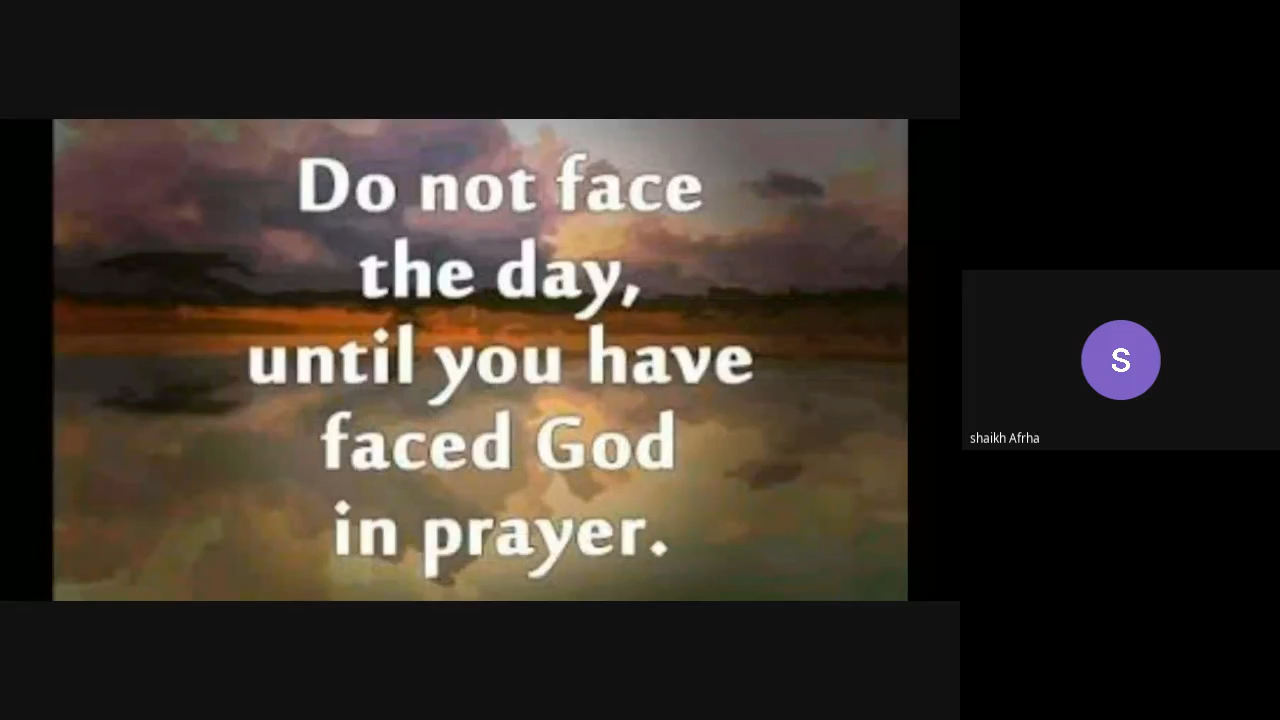 Do not face
the day,
until you have
faced God
in prayer.
S
shaikh Afrha